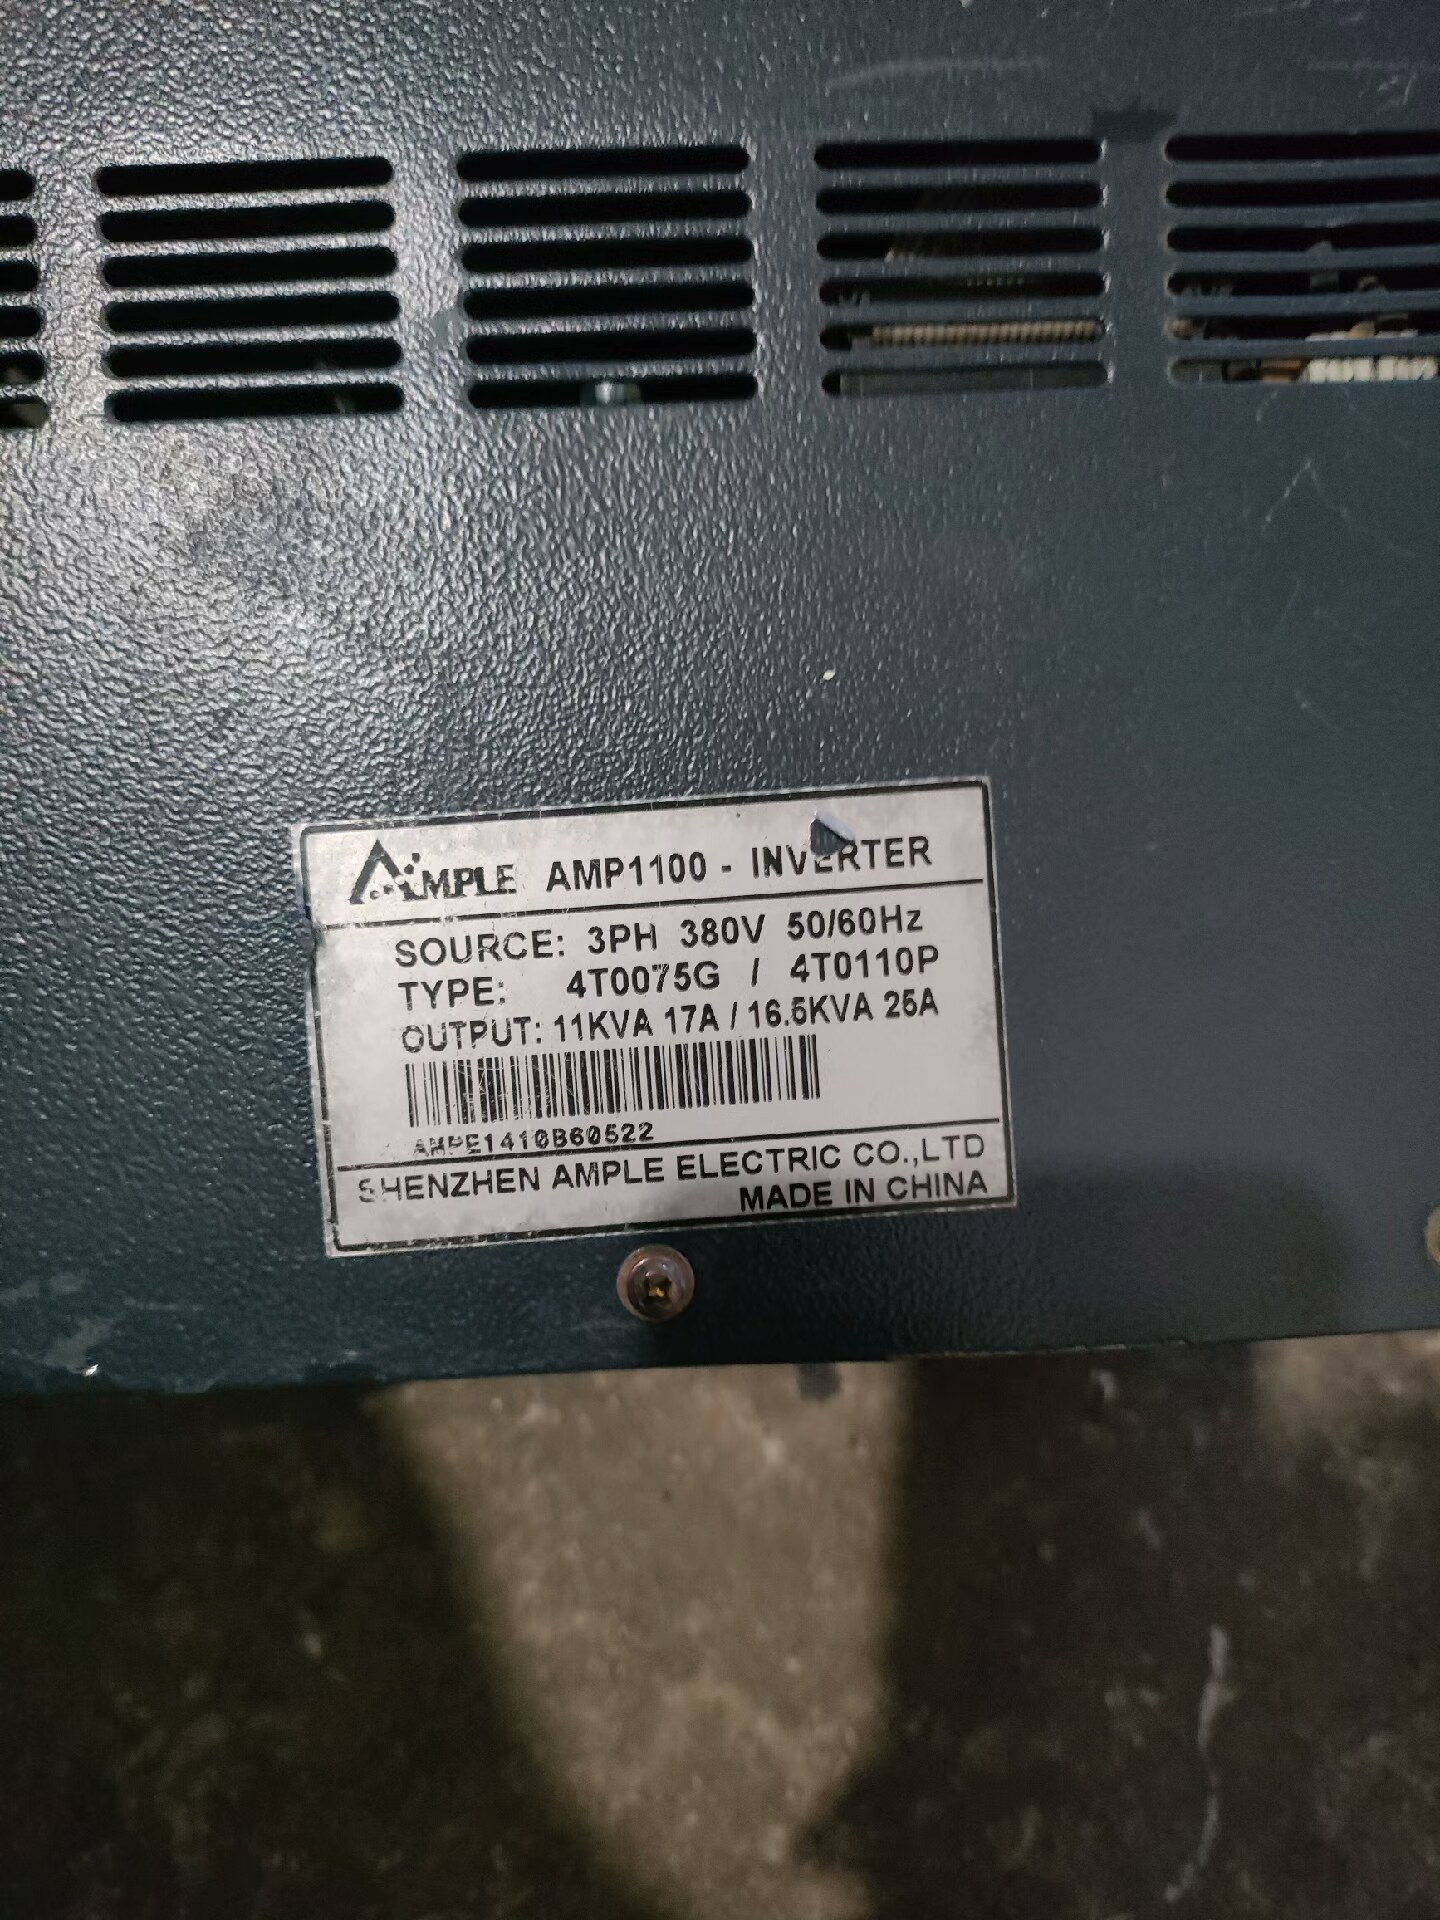 AMPLE AMP1100 - INVERTER
SOURCE: 3PH 380V 50/60Hz
TYPE: 4T0075G / 4T0110P
OUTPUT: 11KVA 17A / 16.5KVA 25A
AMPE1410B60522
SHENZHEN AMPLE ELECTRIC CO.,LTD
MADE IN CHINA